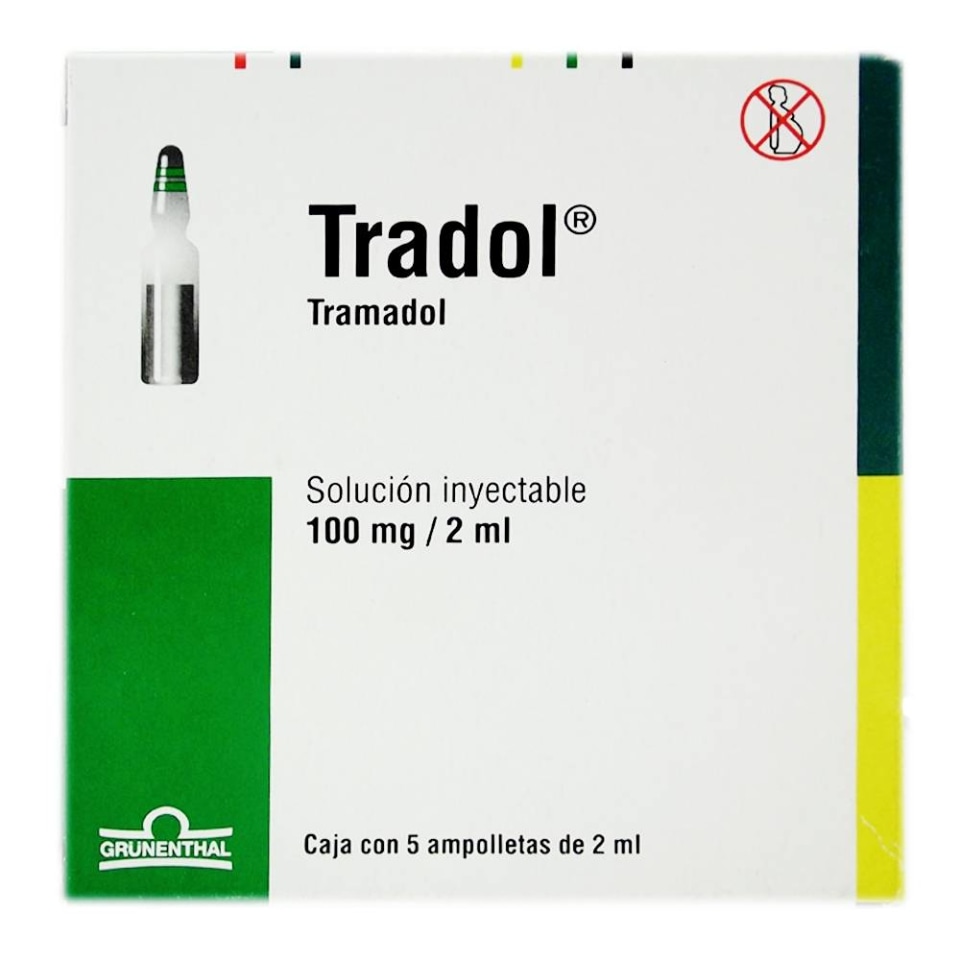 Tradol®
Tramadol
Solución inyectable
100 mg / 2 ml
GRUNENTHAL
Caja con 5 ampolletas de 2 ml